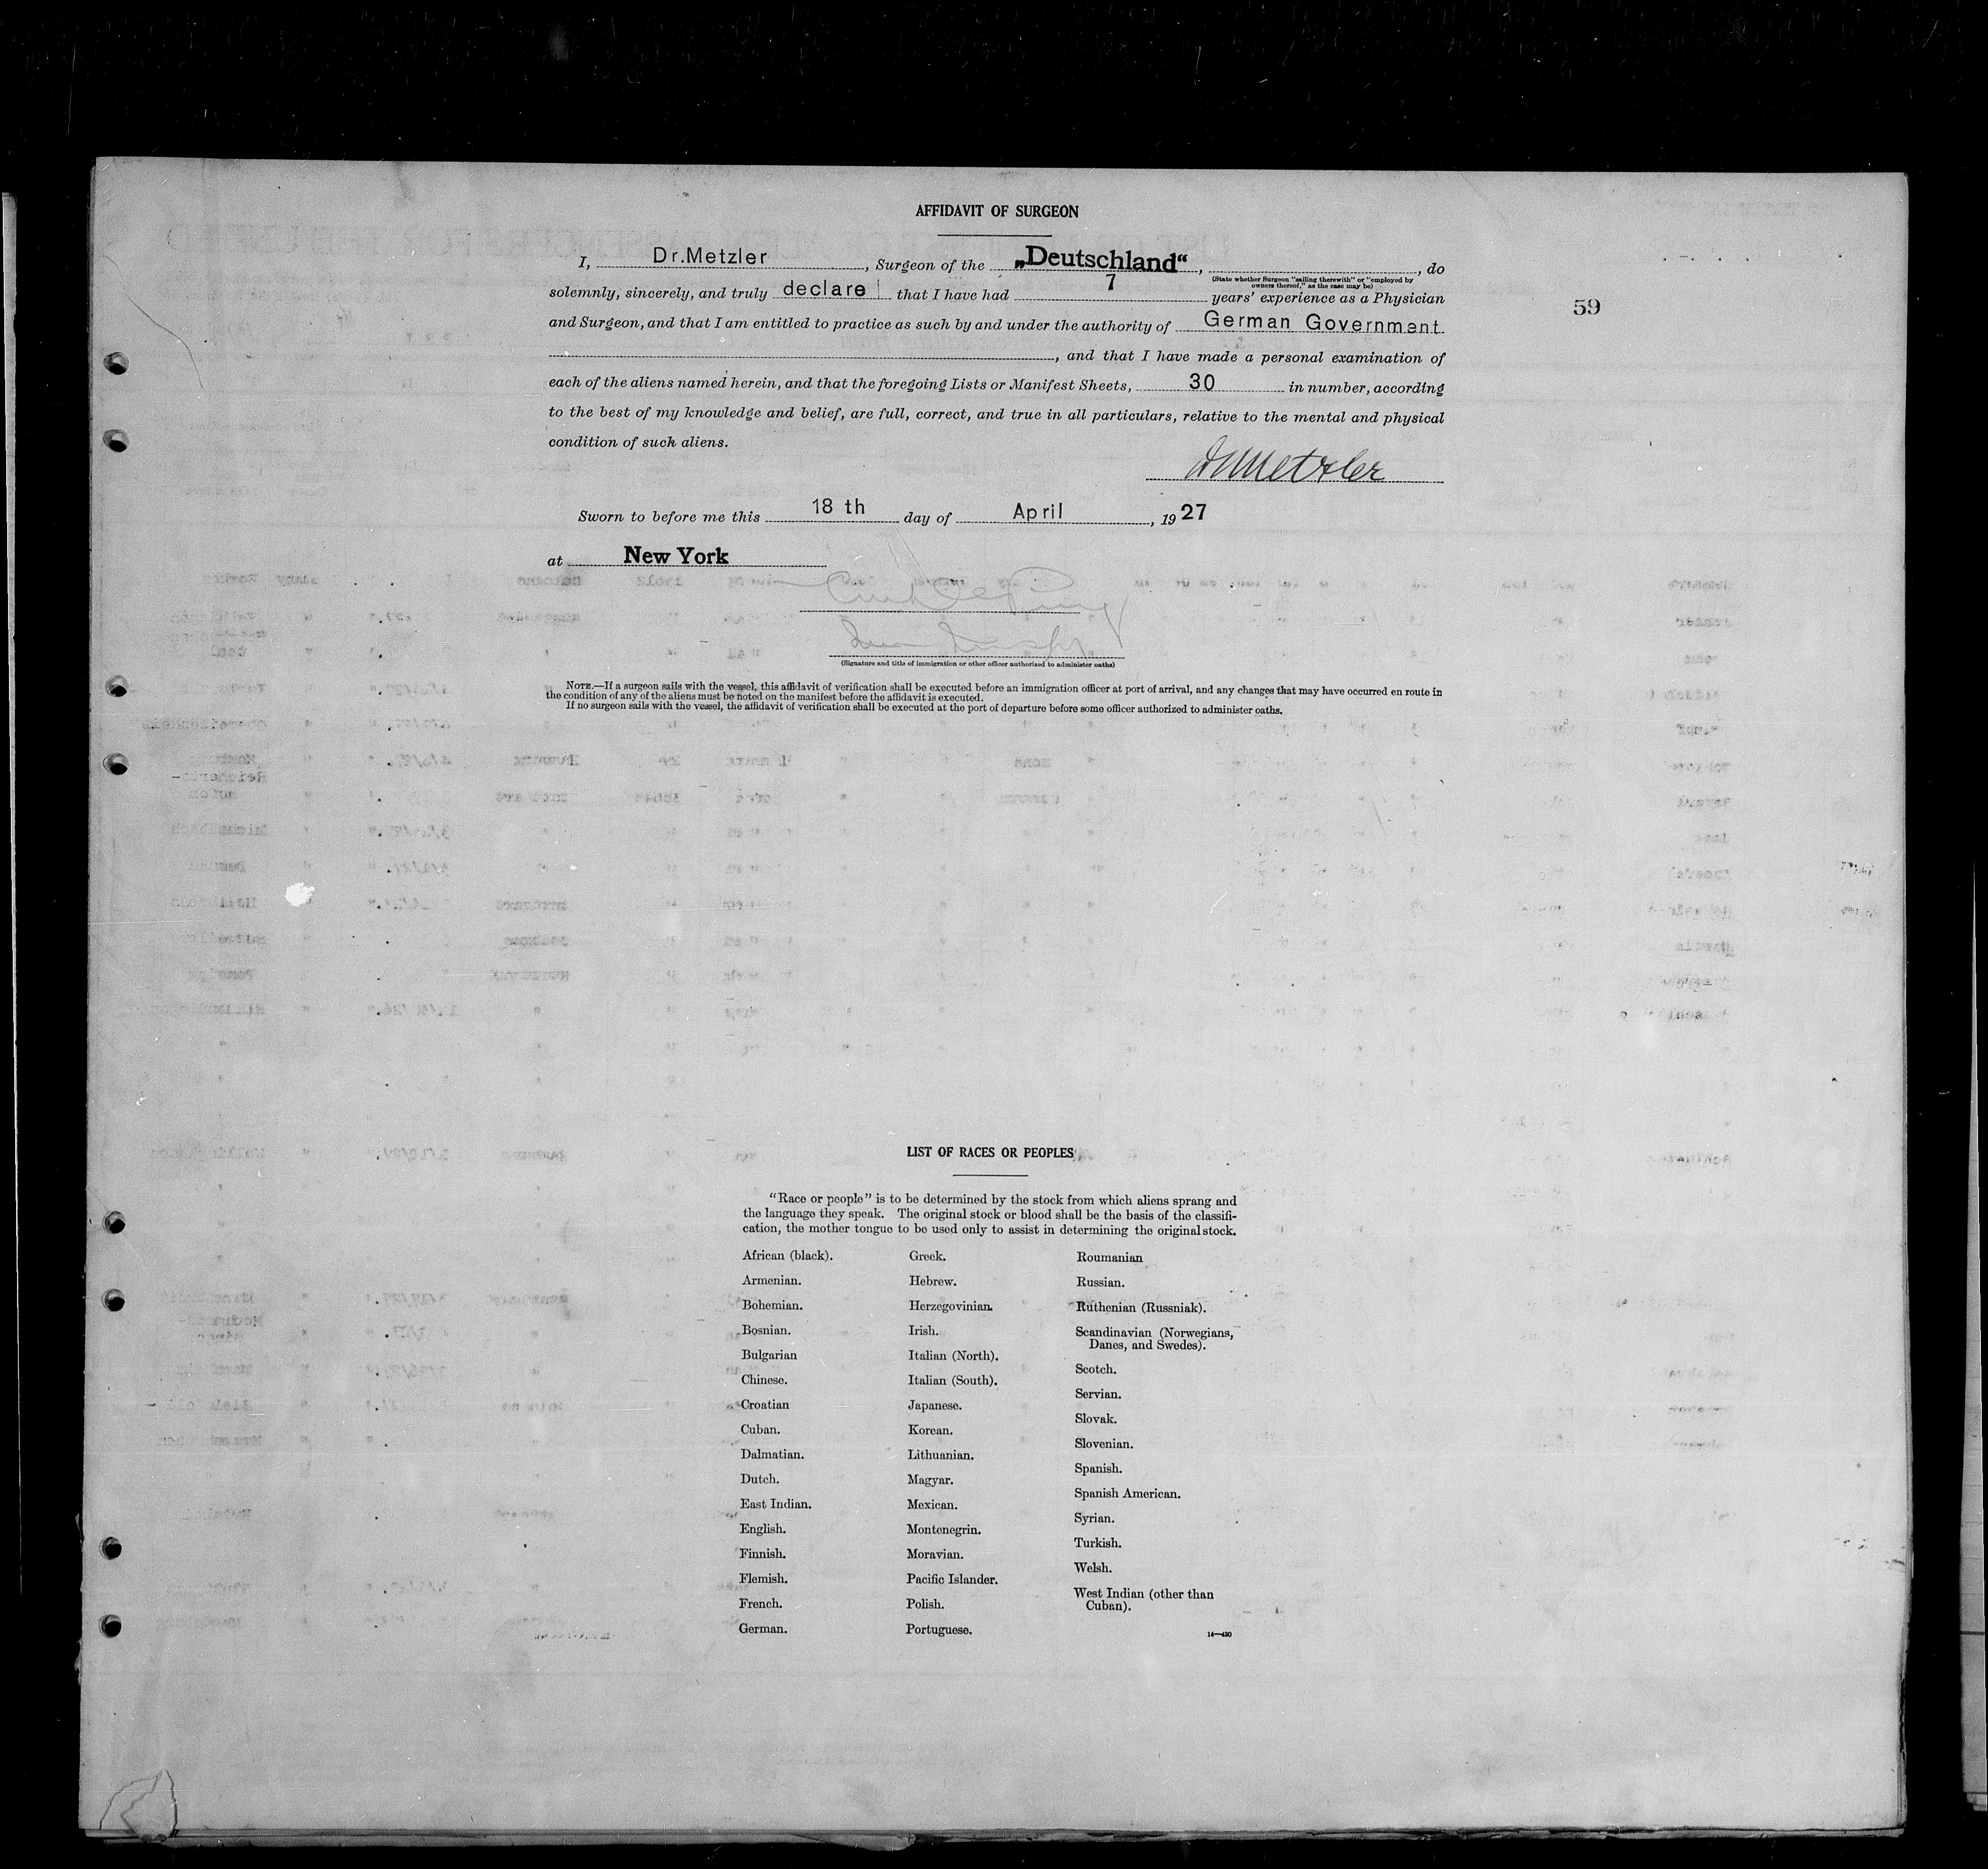 AFFIDAVIT OF SURGEON
I, Dr.Metzler, Surgeon of the „Deutschland“, , do
(State whether Surgeon "sailing therewith" or "employed by
owners thereof," as the case may be)
solemnly, sincerely, and truly declare that I have had 7 years' experience as a Physician
59
and Surgeon, and that I am entitled to practice as such by and under the authority of German Government
, and that I have made a personal examination of
each of the aliens named herein, and that the foregoing Lists or Manifest Sheets, 30 in number, according
to the best of my knowledge and belief, are full, correct, and true in all particulars, relative to the mental and physical
condition of such aliens.
Dr Metzler
Sworn to before me this 18 th day of April, 1927
at New York
(Signature and title of immigration or other officer authorized to administer oaths)
NOTE.—If a surgeon sails with the vessel, this affidavit of verification shall be executed before an immigration officer at port of arrival, and any changes that may have occurred en route in
the condition of any of the aliens must be noted on the manifest before the affidavit is executed.
If no surgeon sails with the vessel, the affidavit of verification shall be executed at the port of departure before some officer authorized to administer oaths.
LIST OF RACES OR PEOPLES
"Race or people" is to be determined by the stock from which aliens sprang and
the language they speak. The original stock or blood shall be the basis of the classifi-
cation, the mother tongue to be used only to assist in determining the original stock.
African (black).
Armenian.
Bohemian.
Bosnian.
Bulgarian
Chinese.
Croatian
Cuban.
Dalmatian.
Dutch.
East Indian.
English.
Finnish.
Flemish.
French.
German.
Greek.
Hebrew.
Herzegovinian.
Irish.
Italian (North).
Italian (South).
Japanese.
Korean.
Lithuanian.
Magyar.
Mexican.
Montenegrin.
Moravian.
Pacific Islander.
Polish.
Portuguese.
Roumanian
Russian.
Ruthenian (Russniak).
Scandinavian (Norwegians,
Danes, and Swedes).
Scotch.
Servian.
Slovak.
Slovenian.
Spanish.
Spanish American.
Syrian.
Turkish.
Welsh.
West Indian (other than
Cuban).
14—430